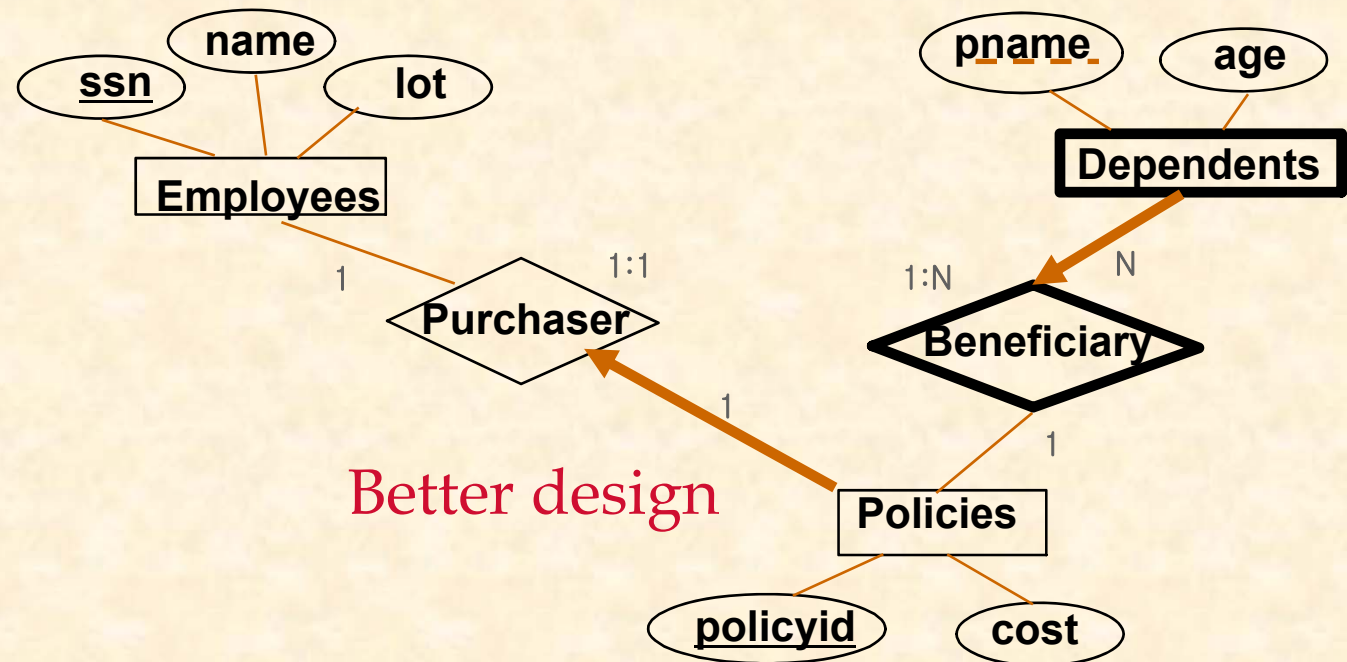 name
ssn
lot
Employees
pname
age
Dependents
1
1:1
Purchaser
1:N
N
Beneficiary
1
1
Better design
Policies
policyid
cost